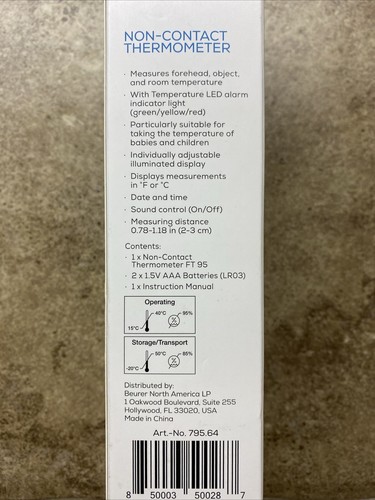 NON-CONTACT
THERMOMETER
· Measures forehead, object,
and room temperature
· With Temperature LED alarm
indicator light
(green/yellow/red)
· Particularly suitable for
taking the temperature of
babies and children
· Individually adjustable
illuminated display
· Displays measurements
in °F or °C
· Date and time
· Sound control (On/Off)
· Measuring distance
0.78-1.18 in (2-3 cm)
Contents:
· 1 x Non-Contact
Thermometer FT 95
· 2 x 1.5V AAA Batteries (LR03)
· 1 x Instruction Manual
Operating
40°C
95%
15°C
Storage/Transport
50°C
85%
-20°C
Distributed by:
Beurer North America LP
1 Oakwood Boulevard, Suite 255
Hollywood, FL 33020, USA
Made in China
Art.-No. 795.64
8 50003 50028 7